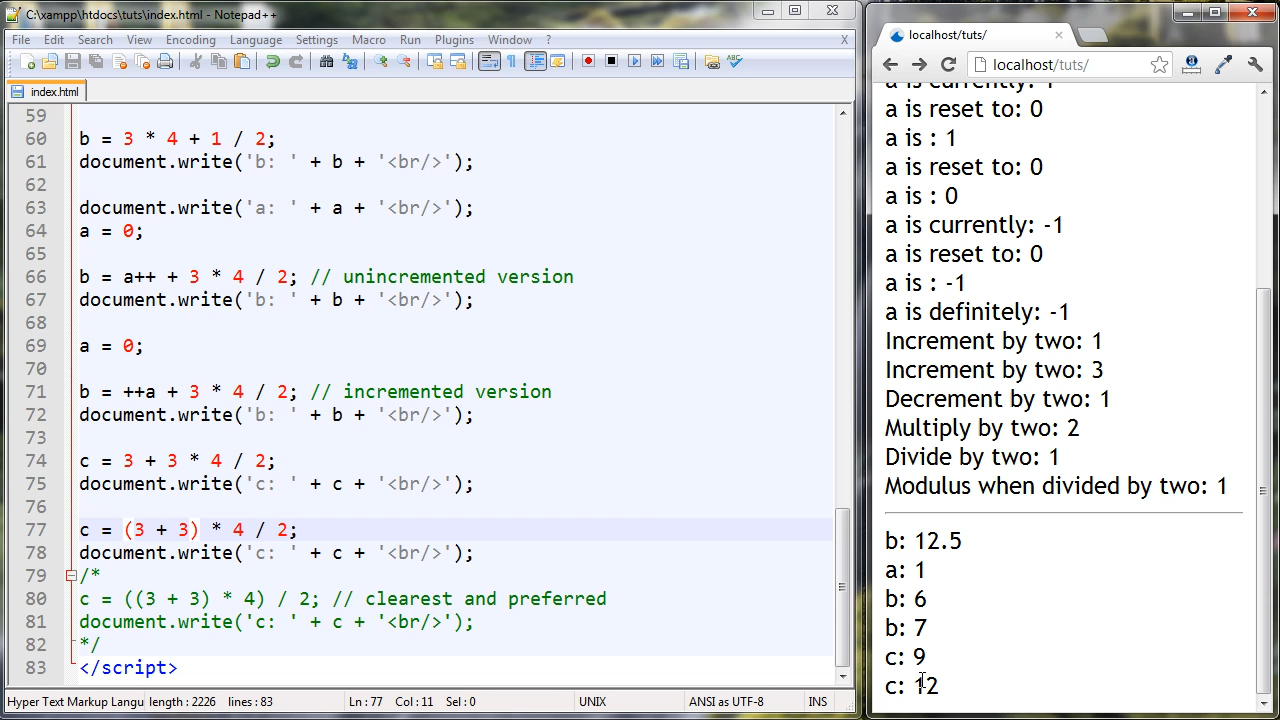 C:\xampp\htdocs\tuts\index.html - Notepad++
File Edit Search View Encoding Language Settings Macro Run Plugins Window ? X
index.html
59
60 b = 3 * 4 + 1 / 2;
61 document.write('b: ' + b + '<br/>');
62
63 document.write('a: ' + a + '<br/>');
64 a = 0;
65
66 b = a++ + 3 * 4 / 2; // unincremented version
67 document.write('b: ' + b + '<br/>');
68
69 a = 0;
70
71 b = ++a + 3 * 4 / 2; // incremented version
72 document.write('b: ' + b + '<br/>');
73
74 c = 3 + 3 * 4 / 2;
75 document.write('c: ' + c + '<br/>');
76
77 c = (3 + 3) * 4 / 2;
78 document.write('c: ' + c + '<br/>');
79 /*
80 c = ((3 + 3) * 4) / 2; // clearest and preferred
81 document.write('c: ' + c + '<br/>');
82 */
83 </script>
Hyper Text Markup Langu length : 2226 lines : 83 Ln : 77 UNIX ANSI as UTF-8 INS
localhost/tuts/
localhost/tuts/
a is currently: 1
a is reset to: 0
a is : 1
a is reset to: 0
a is : 0
a is currently: -1
a is reset to: 0
a is : -1
a is definitely: -1
Increment by two: 1
Increment by two: 3
Decrement by two: 1
Multiply by two: 2
Divide by two: 1
Modulus when divided by two: 1
b: 12.5
a: 1
b: 6
b: 7
c: 9
c: 12